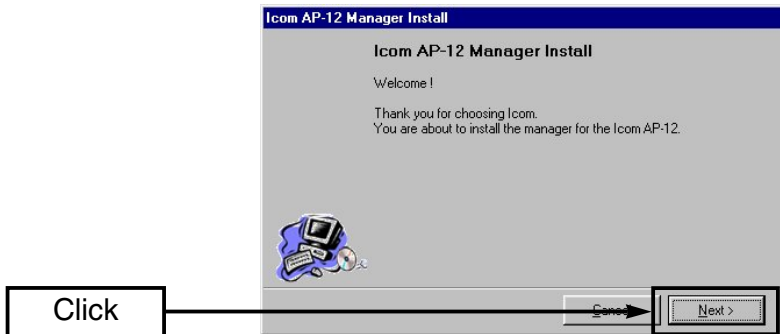 Icom AP-12 Manager Install
Icom AP-12 Manager Install
Welcome !
Thank you for choosing Icom.
You are about to install the manager for the Icom AP-12.
Click
Next >